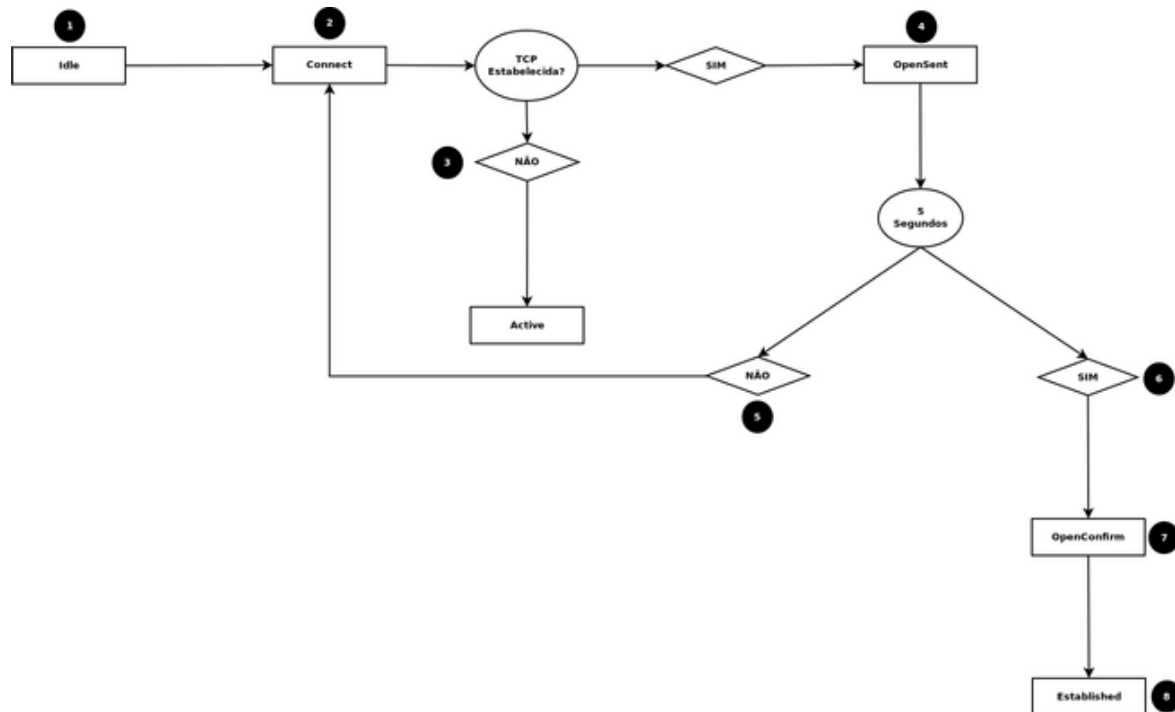 1
2
4
Idle
Connect
TCP
Estabelecida?
SIM
OpenSent
3
NÃO
5
Segundos
Active
NÃO
SIM
6
5
OpenConfirm
7
Established
8